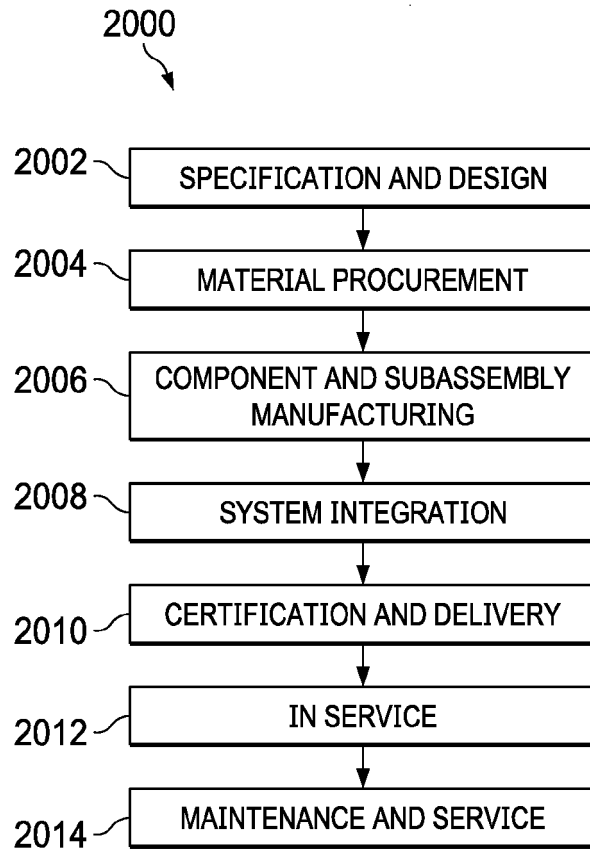 2000
2002 SPECIFICATION AND DESIGN
2004 MATERIAL PROCUREMENT
2006 COMPONENT AND SUBASSEMBLY
MANUFACTURING
2008 SYSTEM INTEGRATION
2010 CERTIFICATION AND DELIVERY
2012 IN SERVICE
2014 MAINTENANCE AND SERVICE